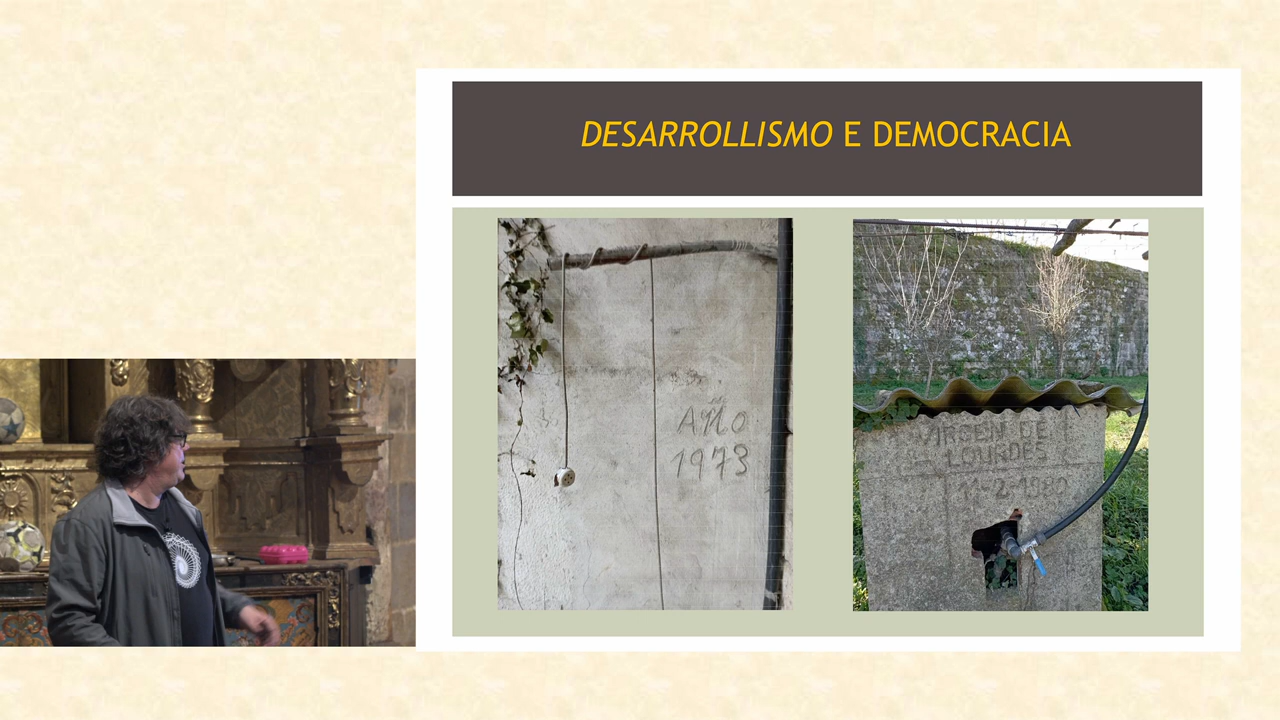 DESARROLLISMO E DEMOCRACIA
AÑO
1973
VIRGEN DE
LOURDES
11-2-1980